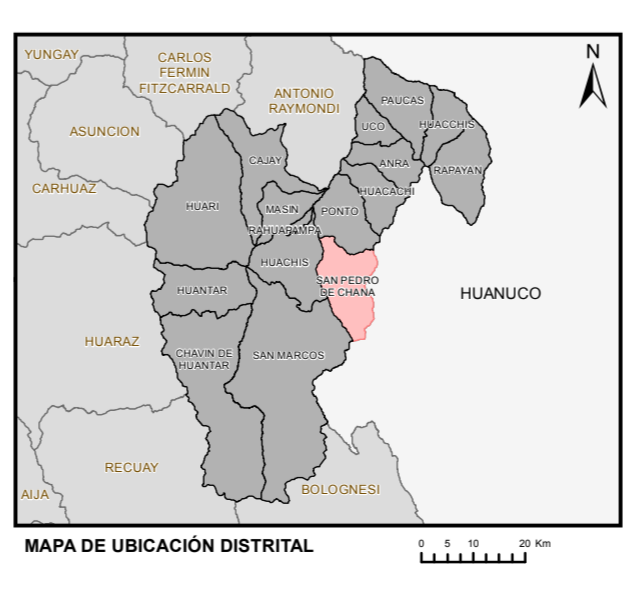 YUNGAY
CARLOS
FERMIN
FITZCARRALD
N
ANTONIO
RAYMONDI
PAUCAS
UCO
HUACCHIS
ASUNCION
CAJAY
ANRA
RAPAYAN
CARHUAZ
HUACACHI
HUARI
MASIN
PONTO
RAHUAPAMPA
HUACHIS
SAN PEDRO
DE CHANA
HUANTAR
HUANUCO
HUARAZ
CHAVIN DE
HUANTAR
SAN MARCOS
RECUAY
AIJA
BOLOGNESI
MAPA DE UBICACIÓN DISTRITAL
0 5 10 20 Km